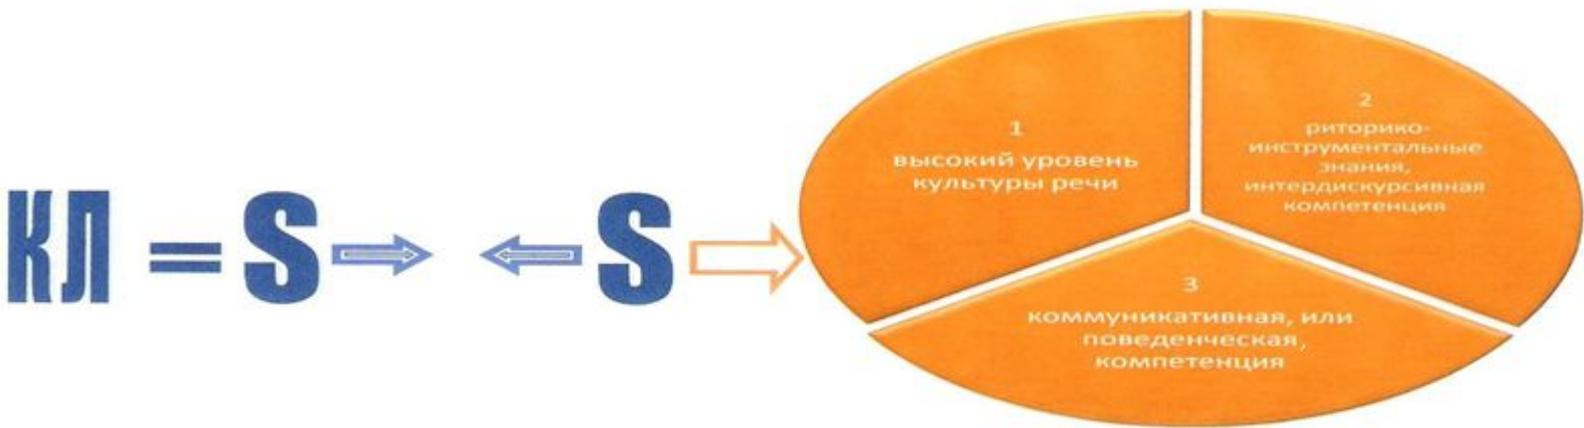 КЛ = S S
1
высокий уровень
культуры речи
2
риторико-
инструментальные
знания,
интердискурсивная
компетенция
3
коммуникативная, или
поведенческая,
компетенция